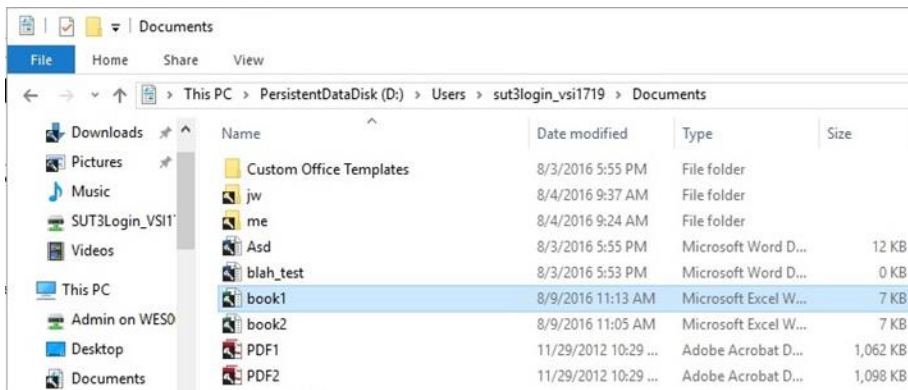 Documents
File Home Share View
This PC > PersistentDataDisk (D:) > Users > sut3login_vsi1719 > Documents
Name Date modified Type Size
Downloads
Pictures
Music
SUT3Login_VSI1
Videos
This PC
Admin on WES0
Desktop
Documents
Custom Office Templates 8/3/2016 5:55 PM File folder
jw 8/4/2016 9:37 AM File folder
me 8/4/2016 9:24 AM File folder
Asd 8/3/2016 5:55 PM Microsoft Word D... 12 KB
blah_test 8/3/2016 5:53 PM Microsoft Word D... 0 KB
book1 8/9/2016 11:13 AM Microsoft Excel W... 7 KB
book2 8/9/2016 11:05 AM Microsoft Excel W... 7 KB
PDF1 11/29/2012 10:29 ... Adobe Acrobat D... 1,062 KB
PDF2 11/29/2012 10:29 ... Adobe Acrobat D... 1,098 KB